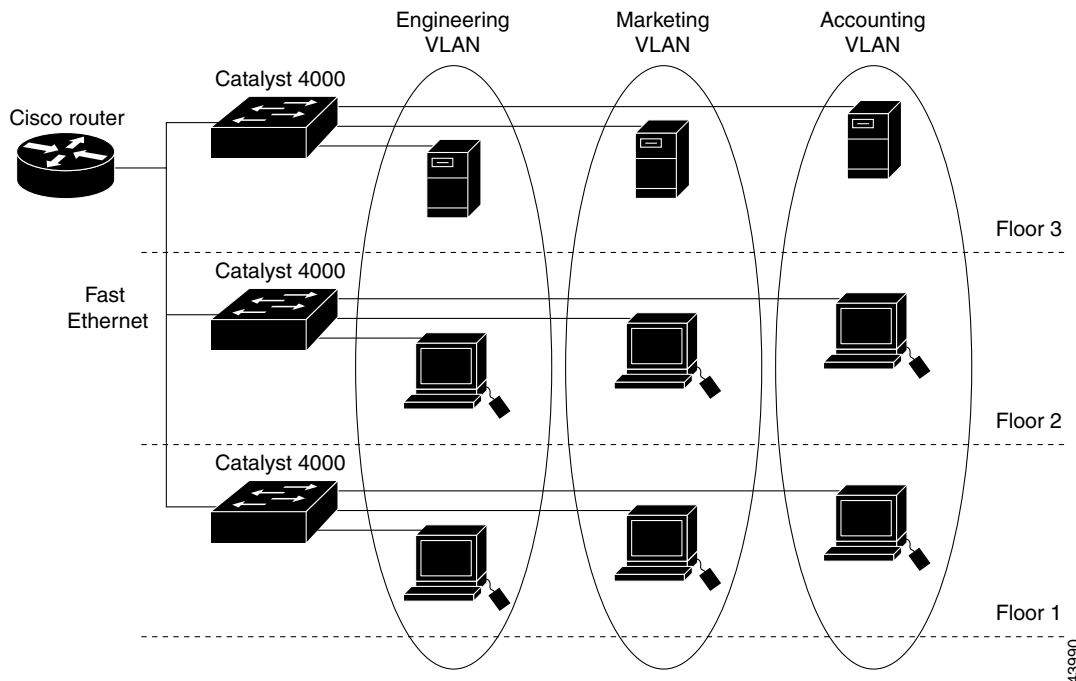 Engineering
VLAN
Marketing
VLAN
Accounting
VLAN
Catalyst 4000
Cisco router
Floor 3
Catalyst 4000
Fast
Ethernet
Floor 2
Catalyst 4000
Floor 1
43990